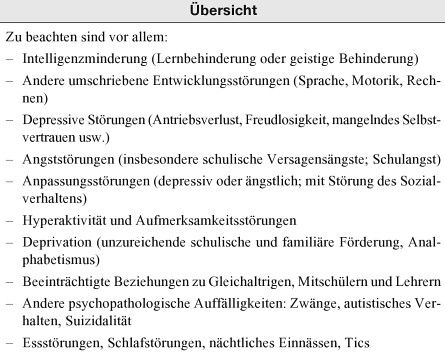 Übersicht
Zu beachten sind vor allem:
– Intelligenzminderung (Lernbehinderung oder geistige Behinderung)
– Andere umschriebene Entwicklungsstörungen (Sprache, Motorik, Rech-
nen)
– Depressive Störungen (Antriebsverlust, Freudlosigkeit, mangelndes Selbst-
vertrauen usw.)
– Angststörungen (insbesondere schulische Versagensängste; Schulangst)
– Anpassungsstörungen (depressiv oder ängstlich; mit Störung des Sozial-
verhaltens)
– Hyperaktivität und Aufmerksamkeitsstörungen
– Deprivation (unzureichende schulische und familiäre Förderung, Anal-
phabetismus)
– Beeinträchtigte Beziehungen zu Gleichaltrigen, Mitschülern und Lehrern
– Andere psychopathologische Auffälligkeiten: Zwänge, autistisches Ver-
halten, Suizidalität
– Essstörungen, Schlafstörungen, nächtliches Einnässen, Tics